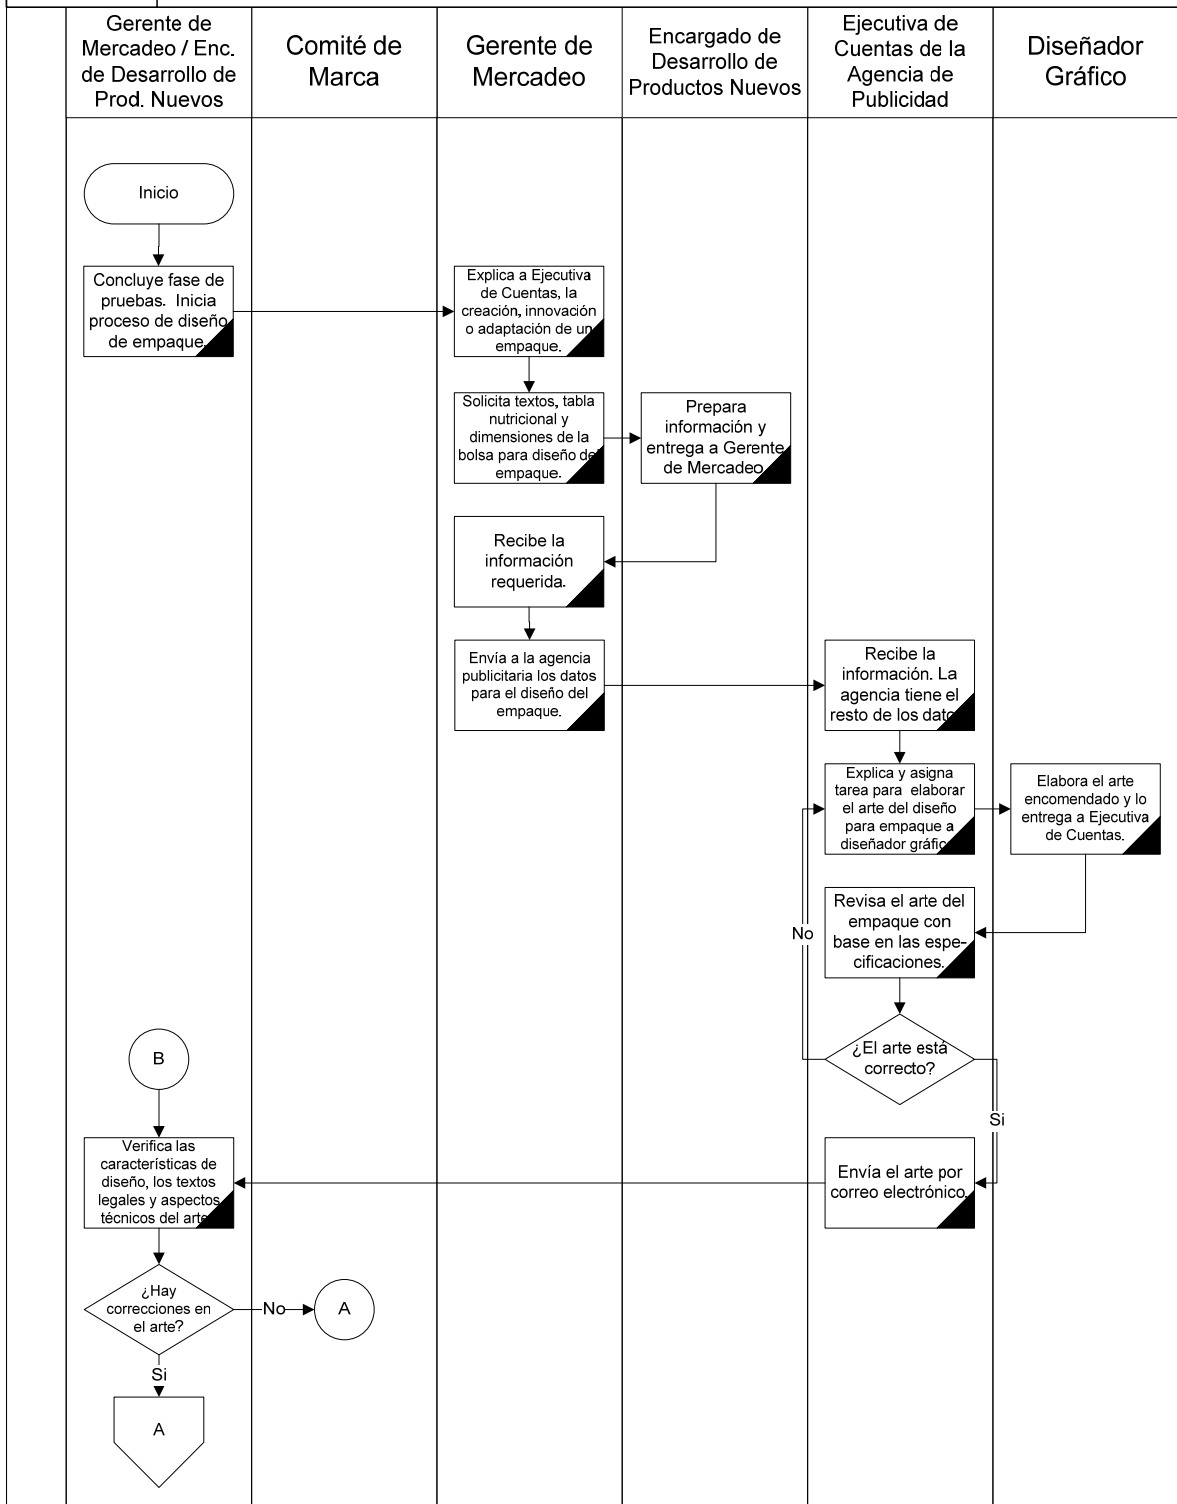 Gerente de
Mercadeo / Enc.
de Desarrollo de
Prod. Nuevos
Comité de
Marca
Gerente de
Mercadeo
Encargado de
Desarrollo de
Productos Nuevos
Ejecutiva de
Cuentas de la
Agencia de
Publicidad
Diseñador
Gráfico
Inicio
Concluye fase de
pruebas. Inicia
proceso de diseño
de empaque.
Explica a Ejecutiva
de Cuentas, la
creación, innovación
o adaptación de un
empaque.
Solicita textos, tabla
nutricional y
dimensiones de la
bolsa para diseño del
empaque.
Prepara
información y
entrega a Gerente
de Mercadeo
Recibe la
información
requerida.
Envía a la agencia
publicitaria los datos
para el diseño del
empaque.
Recibe la
información. La
agencia tiene el
resto de los datos
Explica y asigna
tarea para elaborar
el arte del diseño
para empaque a
diseñador gráfic
Elabora el arte
encomendado y lo
entrega a Ejecutiva
de Cuentas.
Revisa el arte del
empaque con
base en las espe-
cificaciones.
No
¿El arte está
correcto?
Si
B
Verifica las
características de
diseño, los textos
legales y aspectos
técnicos del arte
Envía el arte por
correo electrónico.
¿Hay
correcciones en
el arte?
No
A
Si
A